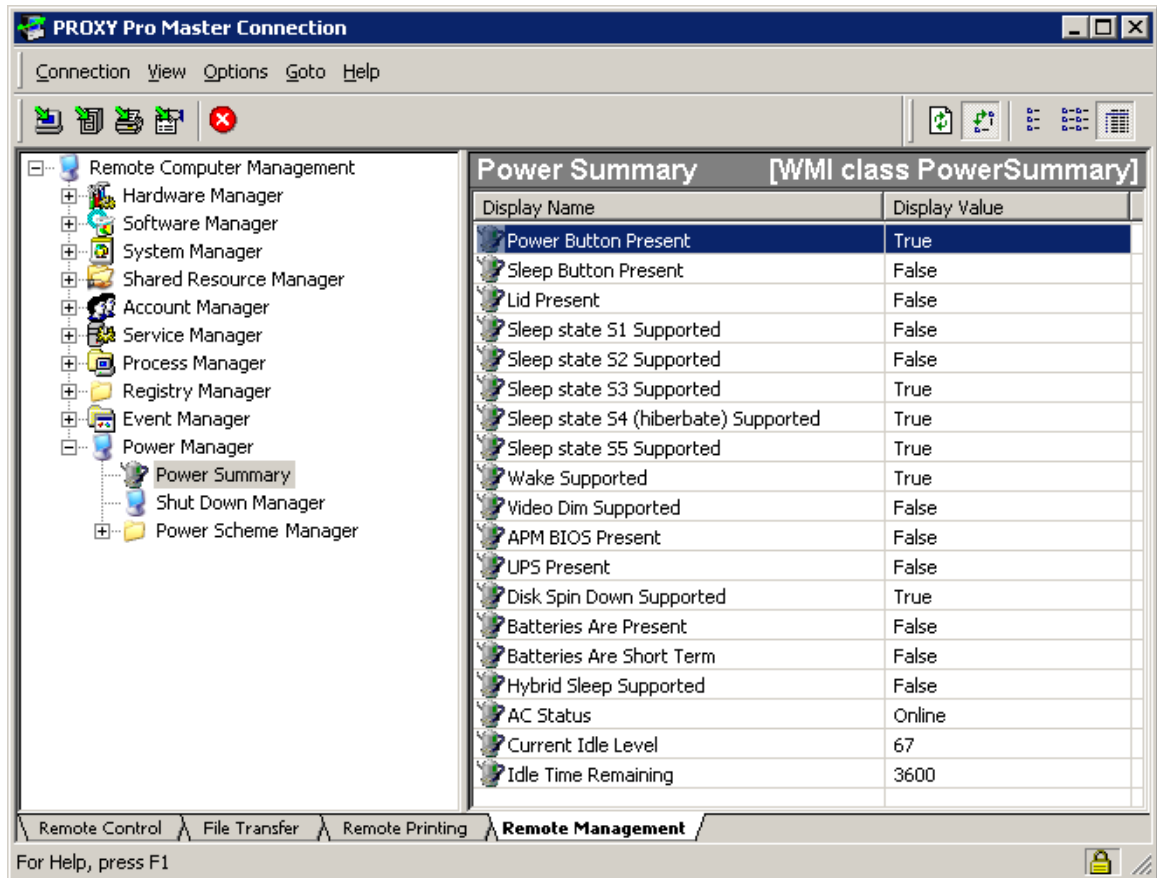 PROXY Pro Master Connection
Connection View Options Goto Help
Remote Computer Management
Hardware Manager
Software Manager
System Manager
Shared Resource Manager
Account Manager
Service Manager
Process Manager
Registry Manager
Event Manager
Power Manager
Power Summary
Shut Down Manager
Power Scheme Manager
Power Summary [WMI class PowerSummary]
Display Name Display Value
Power Button Present True
Sleep Button Present False
Lid Present False
Sleep state S1 Supported False
Sleep state S2 Supported False
Sleep state S3 Supported True
Sleep state S4 (hiberbate) Supported True
Sleep state S5 Supported True
Wake Supported True
Video Dim Supported False
APM BIOS Present False
UPS Present False
Disk Spin Down Supported True
Batteries Are Present False
Batteries Are Short Term False
Hybrid Sleep Supported False
AC Status Online
Current Idle Level 67
Idle Time Remaining 3600
Remote Control File Transfer Remote Printing Remote Management
For Help, press F1